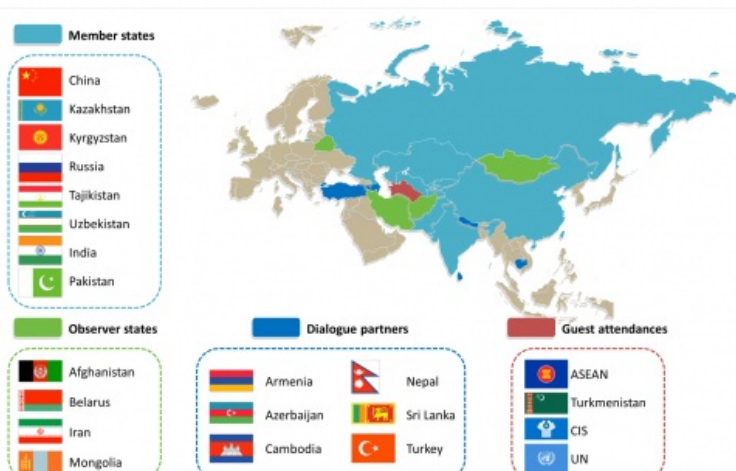 Member states
China
Kazakhstan
Kyrgyzstan
Russia
Tajikistan
Uzbekistan
India
Pakistan
Observer states
Afghanistan
Belarus
Iran
Mongolia
Dialogue partners
Armenia
Azerbaijan
Cambodia
Nepal
Sri Lanka
Turkey
Guest attendances
ASEAN
Turkmenistan
CIS
UN